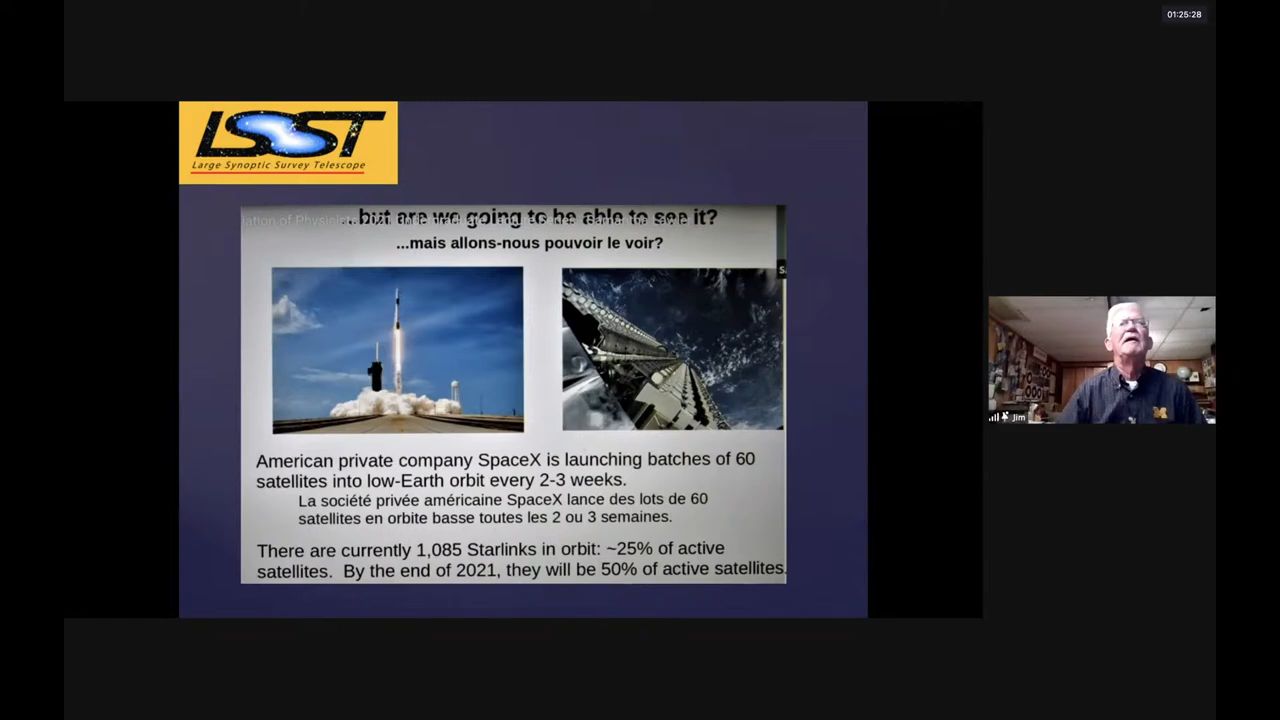 01:25:28
LSST
Large Synoptic Survey Telescope
but are we going to be able to see it?
...mais allons-nous pouvoir le voir?
American private company SpaceX is launching batches of 60
satellites into low-Earth orbit every 2-3 weeks.
La société privée américaine SpaceX lance des lots de 60
satellites en orbite basse toutes les 2 ou 3 semaines.
There are currently 1,085 Starlinks in orbit: ~25% of active
satellites. By the end of 2021, they will be 50% of active satellites.
Jim